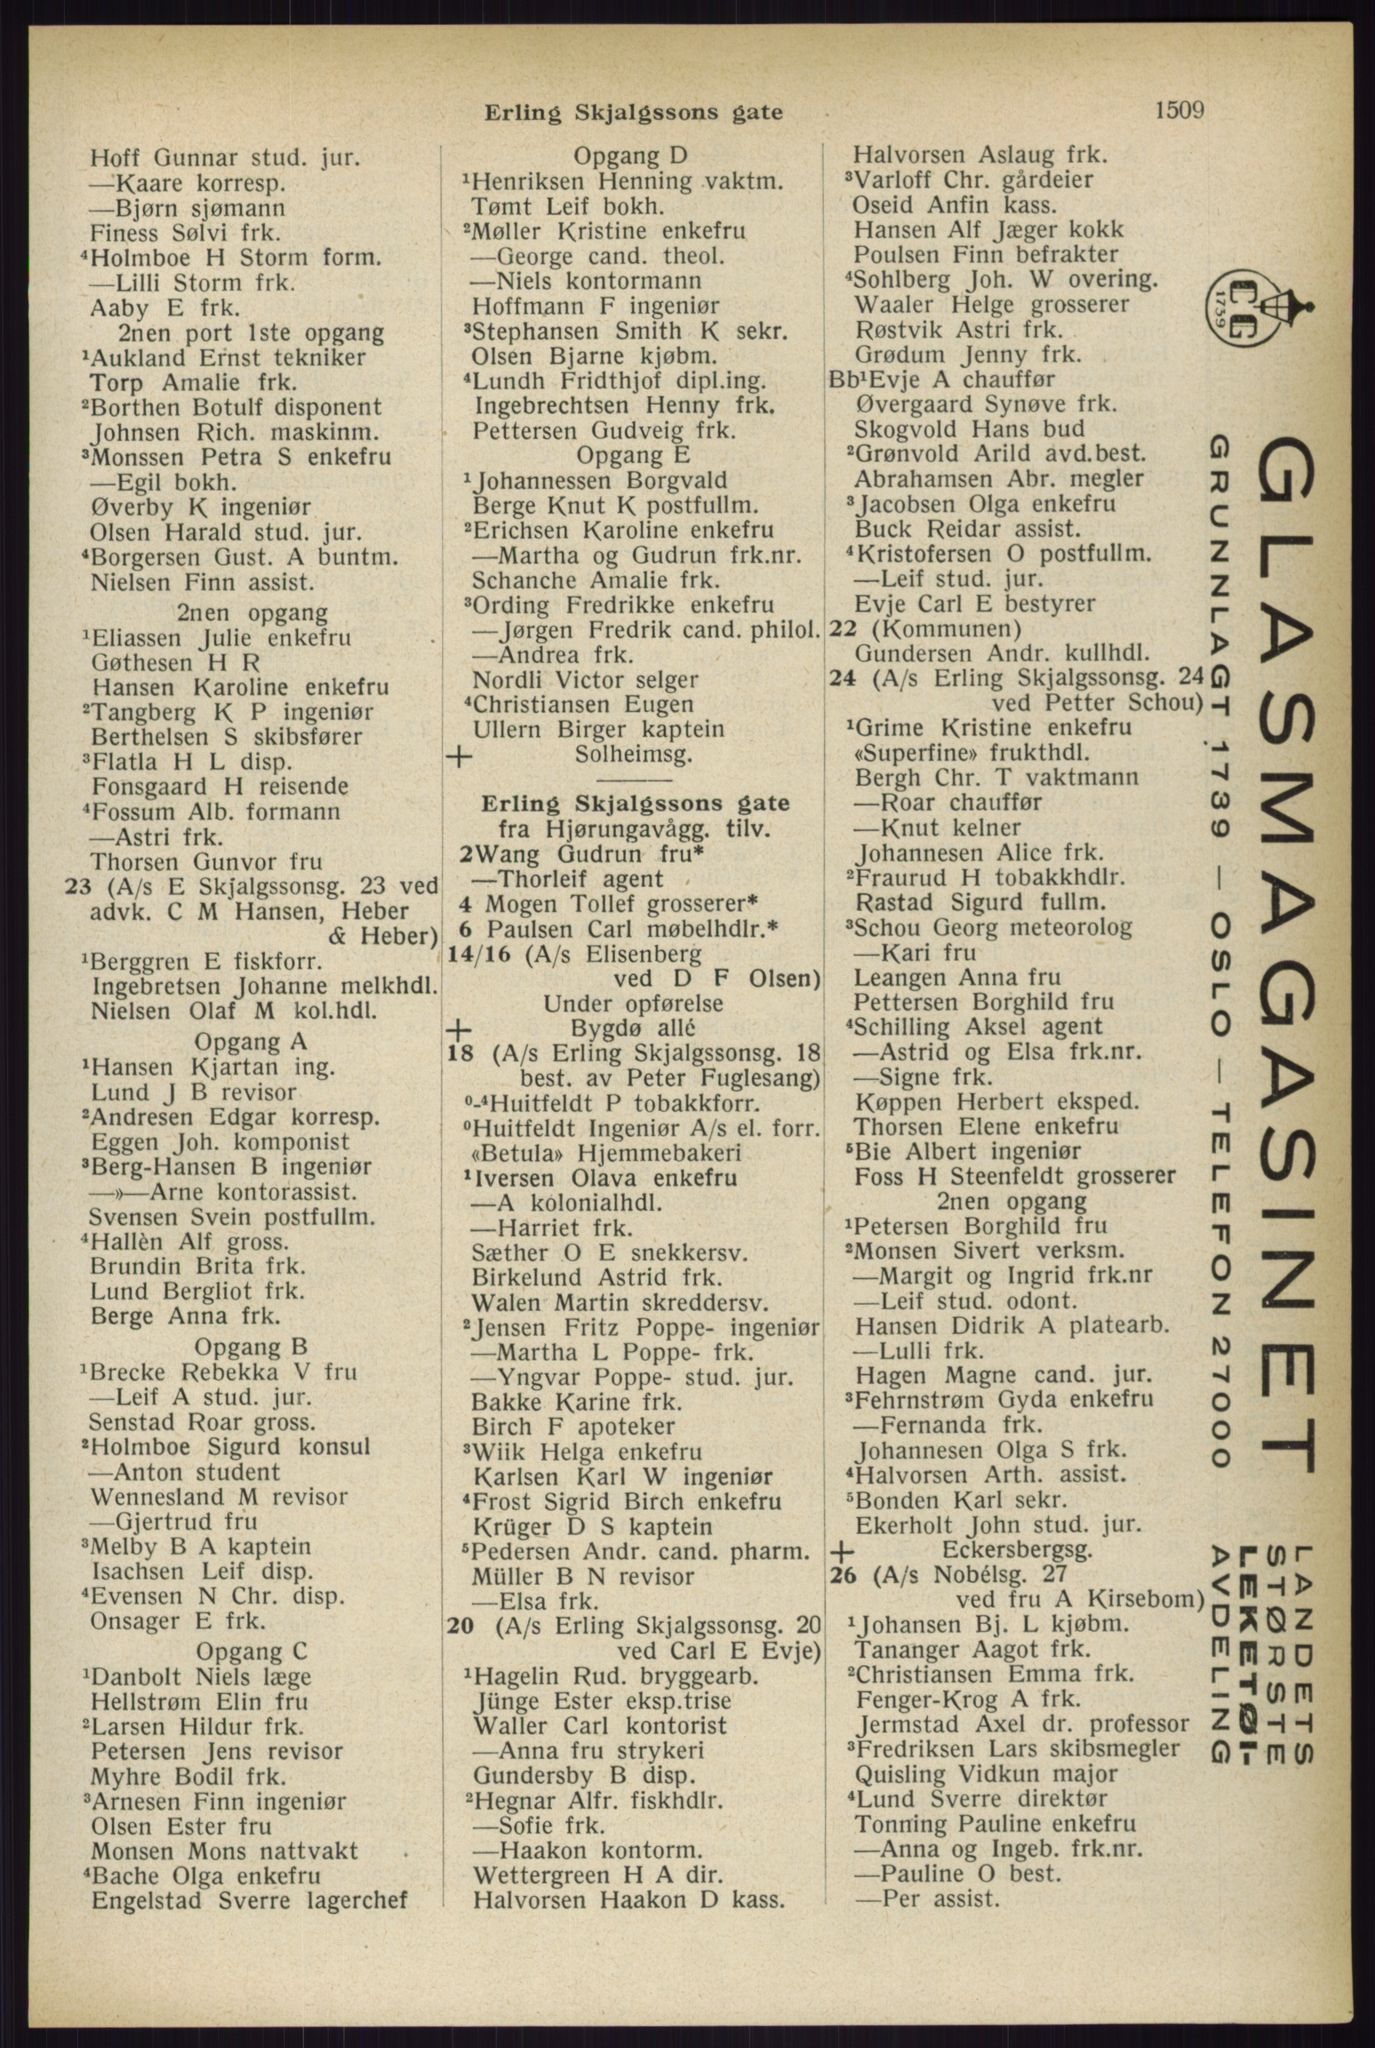 Erling Skjalgssons gate
1509
Hoff Gunnar stud. jur.
—Kaare korresp.
—Bjørn sjømann
Finess Sølvi frk.
⁴Holmboe H Storm form.
—Lilli Storm frk.
Aaby E frk.
2nen port 1ste opgang
¹Aukland Ernst tekniker
Torp Amalie frk.
²Borthen Botulf disponent
Johnsen Rich. maskinm.
³Monssen Petra S enkefru
—Egil bokh.
Øverby K ingeniør
Olsen Harald stud. jur.
⁴Borgersen Gust. A buntm.
Nielsen Finn assist.
2nen opgang
¹Eliassen Julie enkefru
Gøthesen H R
Hansen Karoline enkefru
²Tangberg K P ingeniør
Berthelsen S skibsfører
³Flatla H L disp.
Fonsgaard H reisende
⁴Fossum Alb. formann
—Astri frk.
Thorsen Gunvor fru
23 (A/s E Skjalgssonsg. 23 ved
advk. C M Hansen, Heber
& Heber)
¹Berggren E fiskforr.
Ingebretsen Johanne melkhdl.
Nielsen Olaf M kol.hdl.
Opgang A
¹Hansen Kjartan ing.
Lund J B revisor
²Andresen Edgar korresp.
Eggen Joh. komponist
³Berg-Hansen B ingeniør
—»—Arne kontorassist.
Svensen Svein postfullm.
⁴Hallèn Alf gross.
Brundin Brita frk.
Lund Bergliot frk.
Berge Anna frk.
Opgang B
¹Brecke Rebekka V fru
—Leif A stud. jur.
Senstad Roar gross.
²Holmboe Sigurd konsul
—Anton student
Wennesland M revisor
—Gjertrud fru
³Melby B A kaptein
Isachsen Leif disp.
⁴Evensen N Chr. disp.
Onsager E frk.
Opgang C
¹Danbolt Niels læge
Hellstrøm Elin fru
²Larsen Hildur frk.
Petersen Jens revisor
Myhre Bodil frk.
³Arnesen Finn ingeniør
Olsen Ester fru
Monsen Mons nattvakt
⁴Bache Olga enkefru
Engelstad Sverre lagerchef
Opgang D
¹Henriksen Henning vaktm.
Tømt Leif bokh.
²Møller Kristine enkefru
—George cand. theol.
—Niels kontormann
Hoffmann F ingeniør
³Stephansen Smith K sekr.
Olsen Bjarne kjøbm.
⁴Lundh Fridthjof dipl.ing.
Ingebrechtsen Henny frk.
Pettersen Gudveig frk.
Opgang E
¹Johannessen Borgvald
Berge Knut K postfullm.
²Erichsen Karoline enkefru
—Martha og Gudrun frk.nr.
Schanche Amalie frk.
³Ording Fredrikke enkefru
—Jørgen Fredrik cand. philol.
—Andrea frk.
Nordli Victor selger
⁴Christiansen Eugen
Ullern Birger kaptein
+ Solheimsg.
Erling Skjalgssons gate
fra Hjørungavågg. tilv.
2Wang Gudrun fru*
—Thorleif agent
4 Mogen Tollef grosserer*
6 Paulsen Carl møbelhdlr.*
14/16 (A/s Elisenberg
ved D F Olsen)
Under opførelse
+ Bygdø allé
18 (A/s Erling Skjalgssonsg. 18
best. av Peter Fuglesang)
⁰-⁴Huitfeldt P tobakkforr.
⁰Huitfeldt Ingeniør A/s el. forr.
«Betula» Hjemmebakeri
¹Iversen Olava enkefru
—A kolonialhdl.
—Harriet frk.
Sæther O E snekkersv.
Birkelund Astrid frk.
Walen Martin skreddersv.
²Jensen Fritz Poppe- ingeniør
—Martha L Poppe- frk.
—Yngvar Poppe- stud. jur.
Bakke Karine frk.
Birch F apoteker
³Wiik Helga enkefru
Karlsen Karl W ingeniør
⁴Frost Sigrid Birch enkefru
Krüger D S kaptein
⁵Pedersen Andr. cand. pharm.
Müller B N revisor
—Elsa frk.
20 (A/s Erling Skjalgssonsg. 20
ved Carl E Evje)
¹Hagelin Rud. bryggearb.
Jünge Ester eksp.trise
Waller Carl kontorist
—Anna fru strykeri
Gundersby B disp.
²Hegnar Alfr. fiskhdlr.
—Sofie frk.
—Haakon kontorm.
Wettergreen H A dir.
Halvorsen Haakon D kass.
Halvorsen Aslaug frk.
³Varloff Chr. gårdeier
Oseid Anfin kass.
Hansen Alf Jæger kokk
Poulsen Finn befrakter
⁴Sohlberg Joh. W overing.
Waaler Helge grosserer
Røstvik Astri frk.
Grødum Jenny frk.
Bb¹Evje A chauffør
Øvergaard Synøve frk.
Skogvold Hans bud
²Grønvold Arild avd.best.
Abrahamsen Abr. megler
³Jacobsen Olga enkefru
Buck Reidar assist.
⁴Kristofersen O postfullm.
—Leif stud. jur.
Evje Carl E bestyrer
22 (Kommunen)
Gundersen Andr. kullhdl.
24 (A/s Erling Skjalgssonsg. 24
ved Petter Schou)
¹Grime Kristine enkefru
«Superfine» frukthdl.
Bergh Chr. T vaktmann
—Roar chauffør
—Knut kelner
Johannesen Alice frk.
²Fraurud H tobakkhdlr.
Rastad Sigurd fullm.
³Schou Georg meteorolog
—Kari fru
Leangen Anna fru
Pettersen Borghild fru
⁴Schilling Aksel agent
—Astrid og Elsa frk.nr.
—Signe frk.
Køppen Herbert eksped.
Thorsen Elene enkefru
⁵Bie Albert ingeniør
Foss H Steenfeldt grosserer
2nen opgang
¹Petersen Borghild fru
²Monsen Sivert verksm.
—Margit og Ingrid frk.nr
—Leif stud. odont.
Hansen Didrik A platearb.
—Lulli frk.
Hagen Magne cand. jur.
³Fehrnstrøm Gyda enkefru
—Fernanda frk.
Johannesen Olga S frk.
⁴Halvorsen Arth. assist.
⁵Bonden Karl sekr.
Ekerholt John stud. jur.
+ Eckersbergsg.
26 (A/s Nobélsg. 27
ved fru A Kirsebom)
¹Johansen Bj. L kjøbm.
Tananger Aagot frk.
²Christiansen Emma frk.
Fenger-Krog A frk.
Jermstad Axel dr. professor
³Fredriksen Lars skibsmegler
Quisling Vidkun major
⁴Lund Sverre direktør
Tonning Pauline enkefru
—Anna og Ingeb. frk.nr.
—Pauline O best.
—Per assist.
CC
1739
GLASMAGASINET
GRUNNLAGT 1739 — OSLO — TELEFON 27000
LANDETS
STØRSTE
LEKETØI-
AVDELING